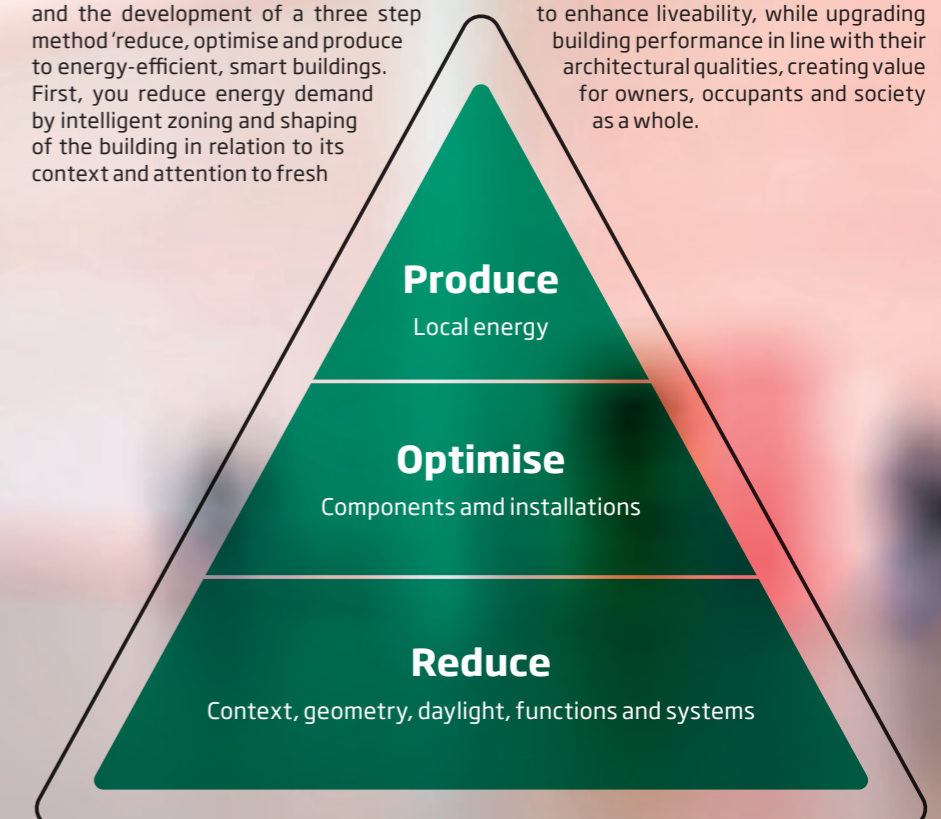 and the development of a three step
method ‘reduce, optimise and produce
to energy-efficient, smart buildings.
First, you reduce energy demand
by intelligent zoning and shaping
of the building in relation to its
context and attention to fresh
to enhance liveability, while upgrading
building performance in line with their
architectural qualities, creating value
for owners, occupants and society
as a whole.
Produce
Local energy
Optimise
Components amd installations
Reduce
Context, geometry, daylight, functions and systems